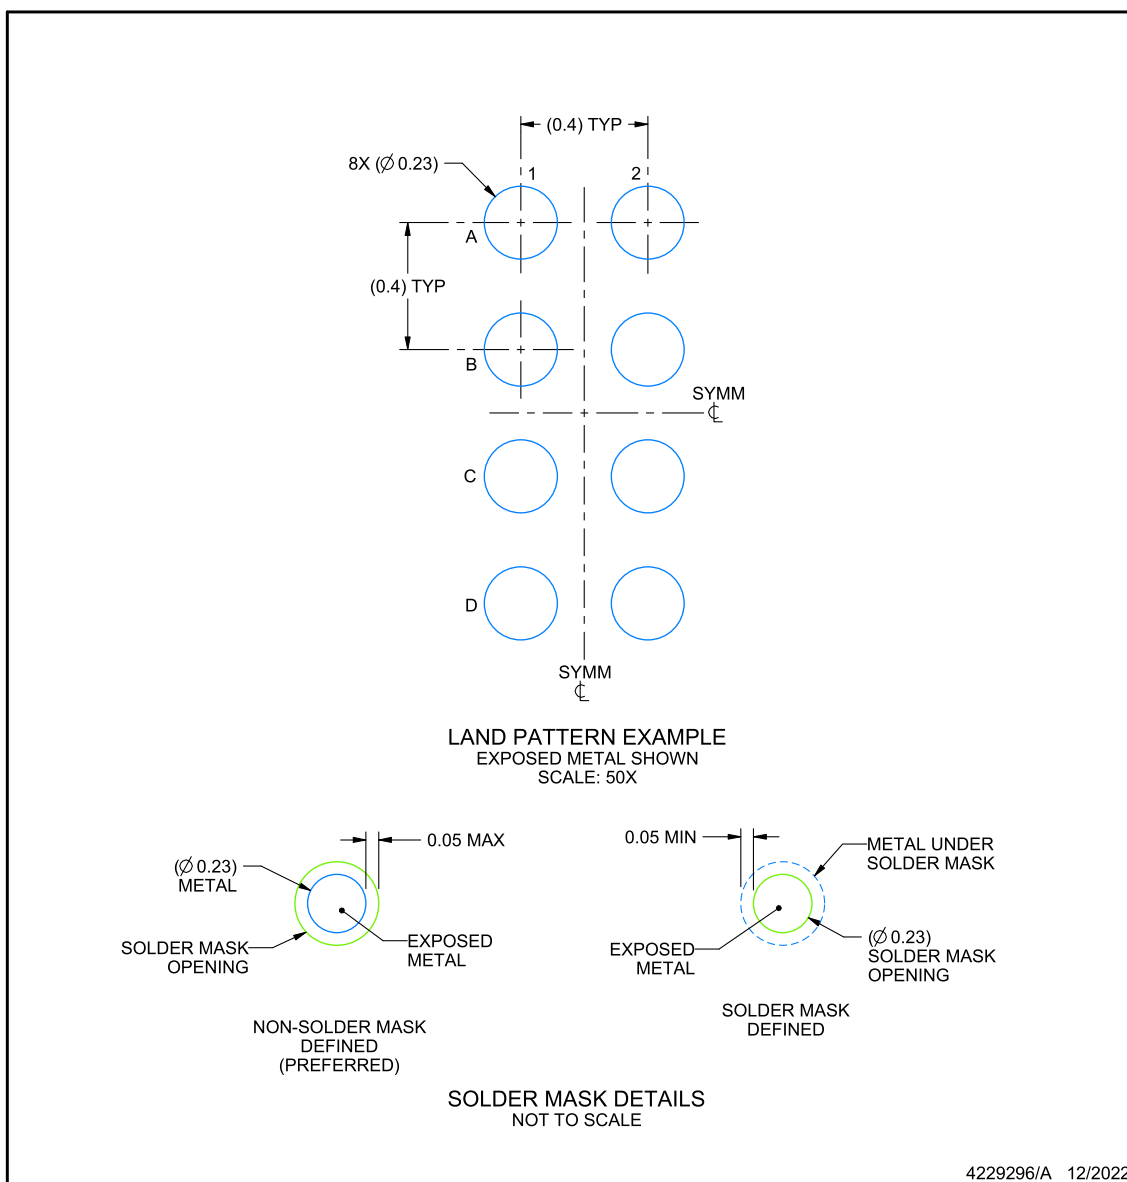 (0.4) TYP
8X (Ø 0.23)
1
2
A
(0.4) TYP
B
SYMM
℄
C
D
SYMM
℄
LAND PATTERN EXAMPLE
EXPOSED METAL SHOWN
SCALE: 50X
0.05 MAX
(Ø 0.23)
METAL
SOLDER MASK
OPENING
EXPOSED
METAL
NON-SOLDER MASK
DEFINED
(PREFERRED)
0.05 MIN
METAL UNDER
SOLDER MASK
EXPOSED
METAL
(Ø 0.23)
SOLDER MASK
OPENING
SOLDER MASK
DEFINED
SOLDER MASK DETAILS
NOT TO SCALE
4229296/A 12/2022